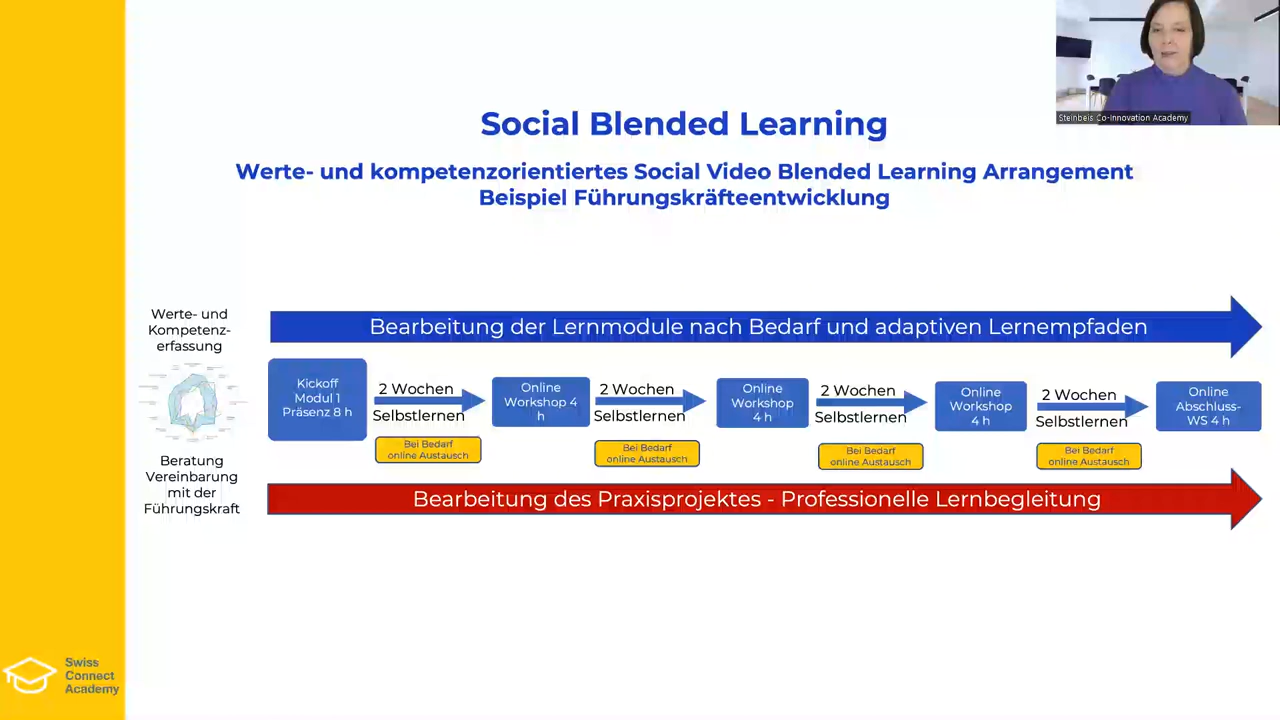 Steinbeis Co-Innovation Academy
Social Blended Learning
Werte- und kompetenzorientiertes Social Video Blended Learning Arrangement
Beispiel Führungskräfteentwicklung
Werte- und
Kompetenz-
erfassung
Bearbeitung der Lernmodule nach Bedarf und adaptiven Lernempfaden
Kickoff
Modul 1
Präsenz 8 h
2 Wochen
Selbstlernen
Bei Bedarf
online Austausch
Online
Workshop 4
h
2 Wochen
Selbstlernen
Bei Bedarf
online Austausch
Online
Workshop
4 h
2 Wochen
Selbstlernen
Bei Bedarf
online Austausch
Online
Workshop
4 h
2 Wochen
Selbstlernen
Bei Bedarf
online Austausch
Online
Abschluss-
WS 4 h
Beratung
Vereinbarung
mit der
Führungskraft
Bearbeitung des Praxisprojektes - Professionelle Lernbegleitung
Swiss
Connect
Academy